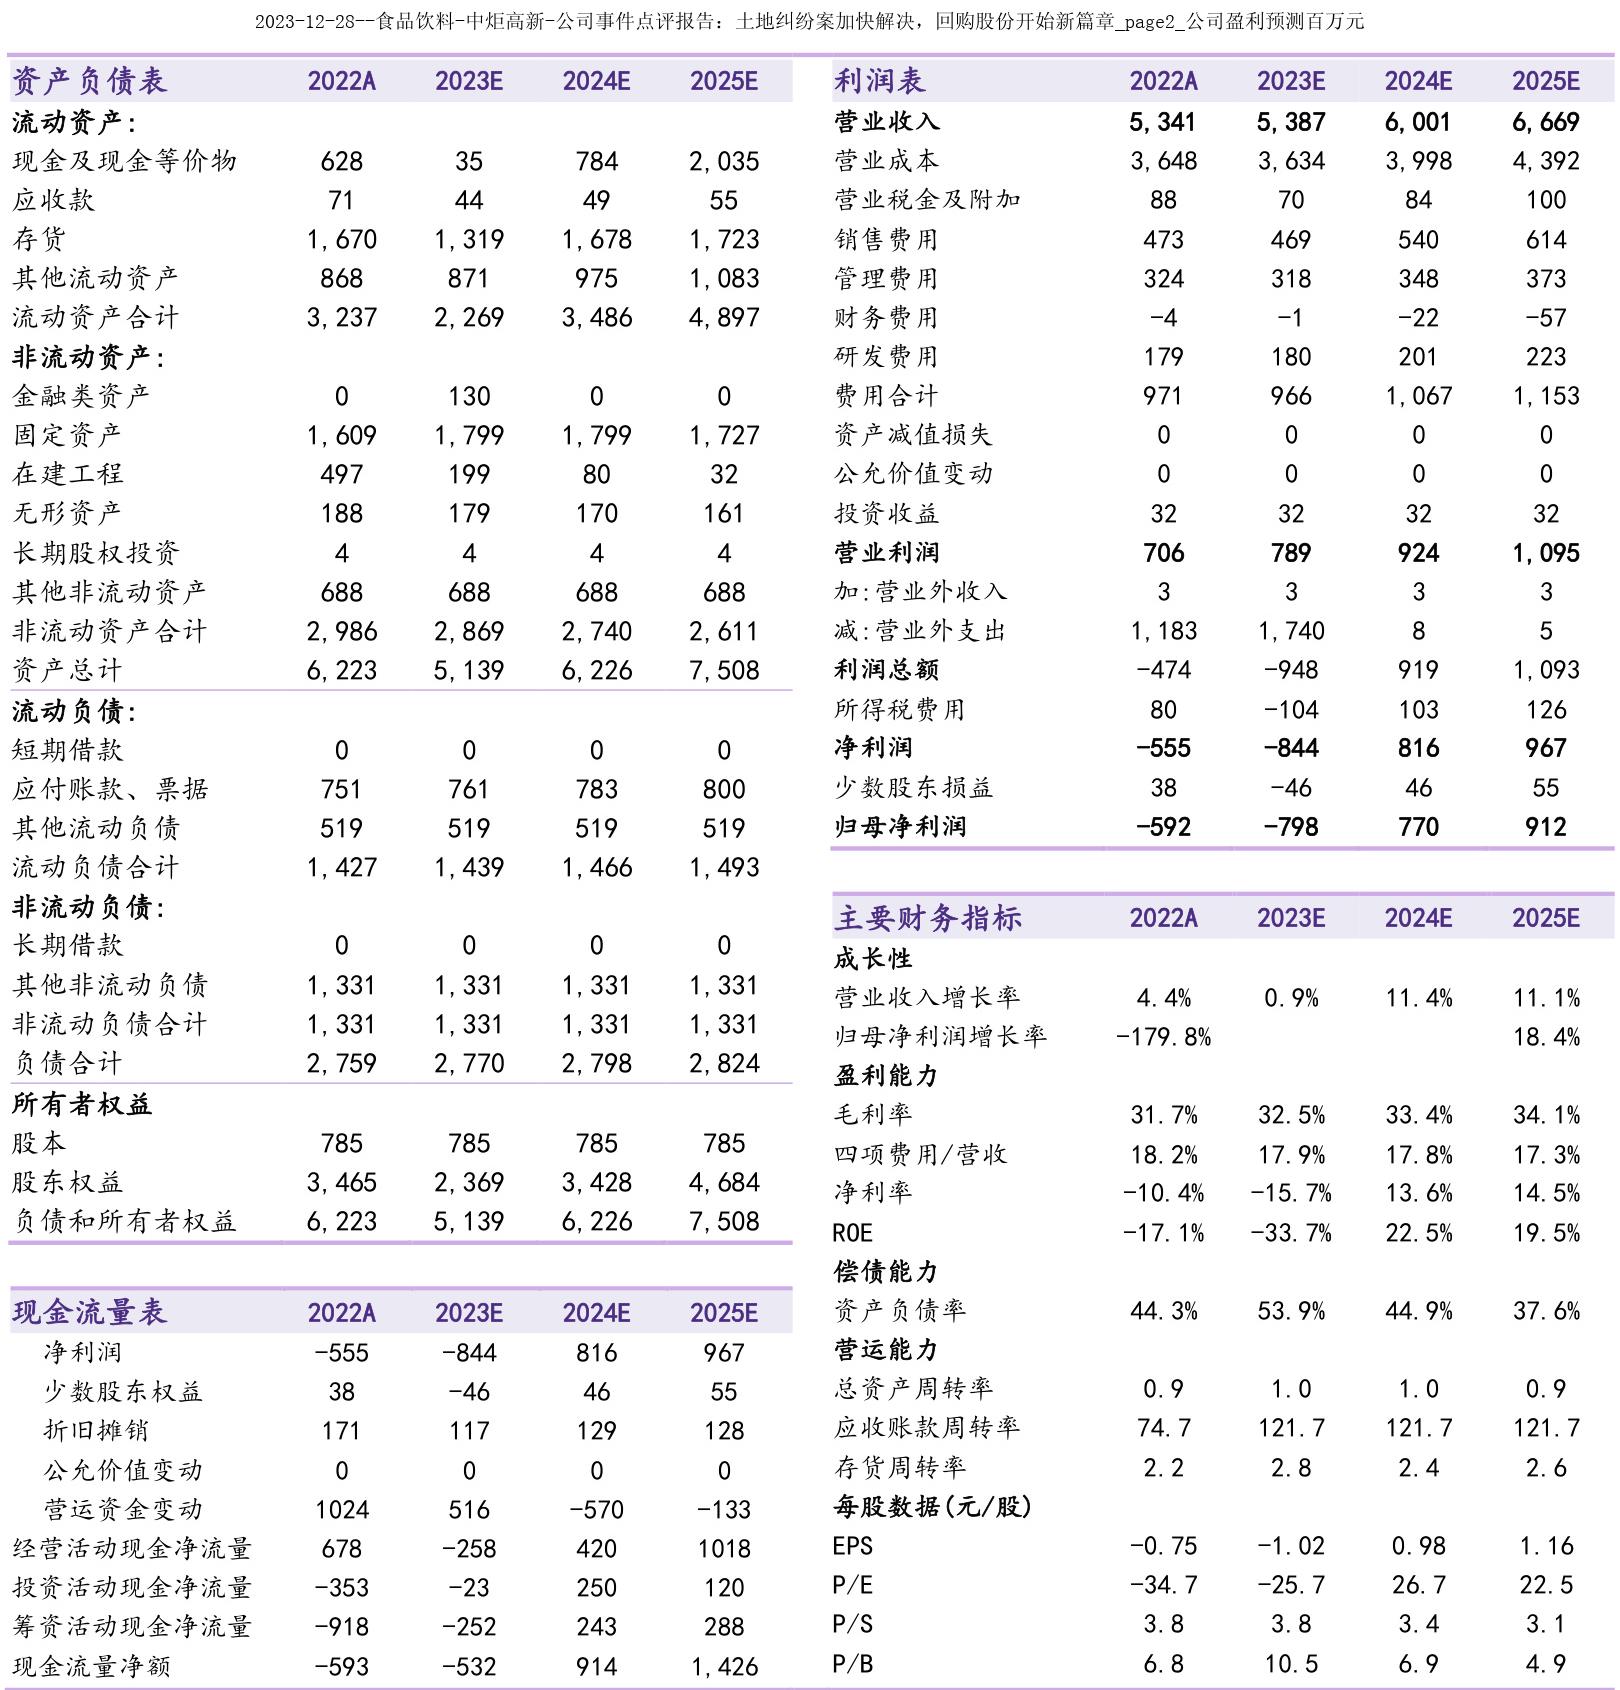 2023-12-28--食品饮料-中炬高新-公司事件点评报告：土地纠纷案加快解决，回购股份开始新篇章_page2_公司盈利预测百万元
资产负债表 2022A 2023E 2024E 2025E
流动资产:
现金及现金等价物 628 35 784 2,035
应收款 71 44 49 55
存货 1,670 1,319 1,678 1,723
其他流动资产 868 871 975 1,083
流动资产合计 3,237 2,269 3,486 4,897
非流动资产:
金融类资产 0 130 0 0
固定资产 1,609 1,799 1,799 1,727
在建工程 497 199 80 32
无形资产 188 179 170 161
长期股权投资 4 4 4 4
其他非流动资产 688 688 688 688
非流动资产合计 2,986 2,869 2,740 2,611
资产总计 6,223 5,139 6,226 7,508
流动负债:
短期借款 0 0 0 0
应付账款、票据 751 761 783 800
其他流动负债 519 519 519 519
流动负债合计 1,427 1,439 1,466 1,493
非流动负债:
长期借款 0 0 0 0
其他非流动负债 1,331 1,331 1,331 1,331
非流动负债合计 1,331 1,331 1,331 1,331
负债合计 2,759 2,770 2,798 2,824
所有者权益
股本 785 785 785 785
股东权益 3,465 2,369 3,428 4,684
负债和所有者权益 6,223 5,139 6,226 7,508
现金流量表 2022A 2023E 2024E 2025E
净利润 -555 -844 816 967
少数股东权益 38 -46 46 55
折旧摊销 171 117 129 128
公允价值变动 0 0 0 0
营运资金变动 1024 516 -570 -133
经营活动现金净流量 678 -258 420 1018
投资活动现金净流量 -353 -23 250 120
筹资活动现金净流量 -918 -252 243 288
现金流量净额 -593 -532 914 1,426
利润表 2022A 2023E 2024E 2025E
营业收入 5,341 5,387 6,001 6,669
营业成本 3,648 3,634 3,998 4,392
营业税金及附加 88 70 84 100
销售费用 473 469 540 614
管理费用 324 318 348 373
财务费用 -4 -1 -22 -57
研发费用 179 180 201 223
费用合计 971 966 1,067 1,153
资产减值损失 0 0 0 0
公允价值变动 0 0 0 0
投资收益 32 32 32 32
营业利润 706 789 924 1,095
加:营业外收入 3 3 3 3
减:营业外支出 1,183 1,740 8 5
利润总额 -474 -948 919 1,093
所得税费用 80 -104 103 126
净利润 -555 -844 816 967
少数股东损益 38 -46 46 55
归母净利润 -592 -798 770 912
主要财务指标 2022A 2023E 2024E 2025E
成长性
营业收入增长率 4.4% 0.9% 11.4% 11.1%
归母净利润增长率 -179.8% 18.4%
盈利能力
毛利率 31.7% 32.5% 33.4% 34.1%
四项费用/营收 18.2% 17.9% 17.8% 17.3%
净利率 -10.4% -15.7% 13.6% 14.5%
ROE -17.1% -33.7% 22.5% 19.5%
偿债能力
资产负债率 44.3% 53.9% 44.9% 37.6%
营运能力
总资产周转率 0.9 1.0 1.0 0.9
应收账款周转率 74.7 121.7 121.7 121.7
存货周转率 2.2 2.8 2.4 2.6
每股数据(元/股)
EPS -0.75 -1.02 0.98 1.16
P/E -34.7 -25.7 26.7 22.5
P/S 3.8 3.8 3.4 3.1
P/B 6.8 10.5 6.9 4.9